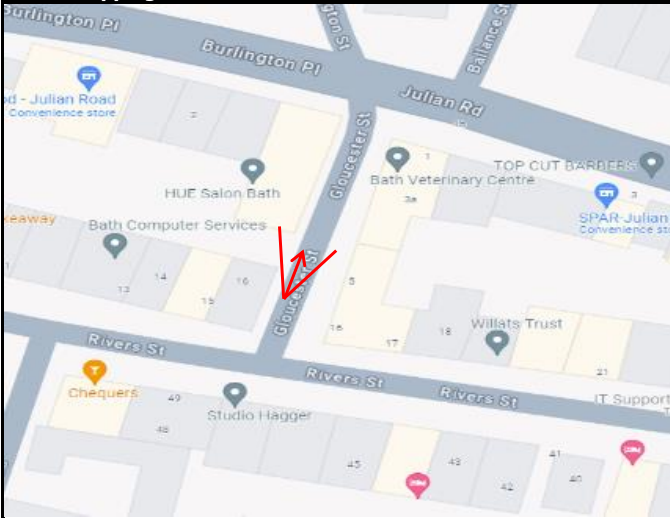 Burlington Pl
Burlington Pl
gton St
Ballance St
d - Julian Road
Convenience store
Julian Rd
2
Gloucester St
1
TOP CUT BARBERS
HUE Salon Bath
Bath Veterinary Centre
3a
3
SPAR Julian
Convenience st
eaway
Bath Computer Services
14
16
5
13
15
Gloucester St
16
17
18
Willats Trust
Rivers St
21
Rivers St
Rivers St
Chequers
49
IT Support
Studio Hagger
48
45
43
42
41
40